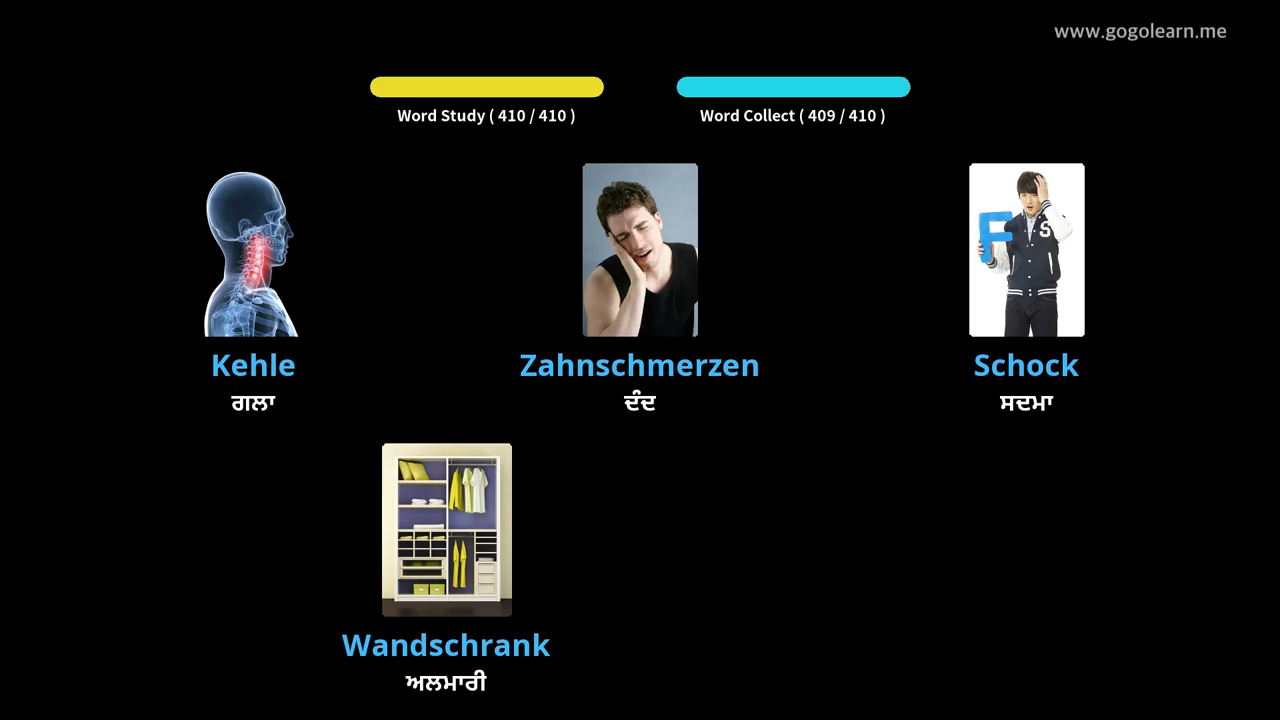 www.gogolearn.me
Word Study ( 410 / 410 )
Word Collect ( 409 / 410 )
F
S
Kehle
ਗਲਾ
Zahnschmerzen
ਦੰਦ
Schock
ਸਦਮਾ
Wandschrank
ਅਲਮਾਰੀ